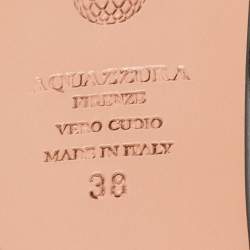 AQUAZZURA
FIRENZE
VERO CUOIO
MADE IN ITALY
38